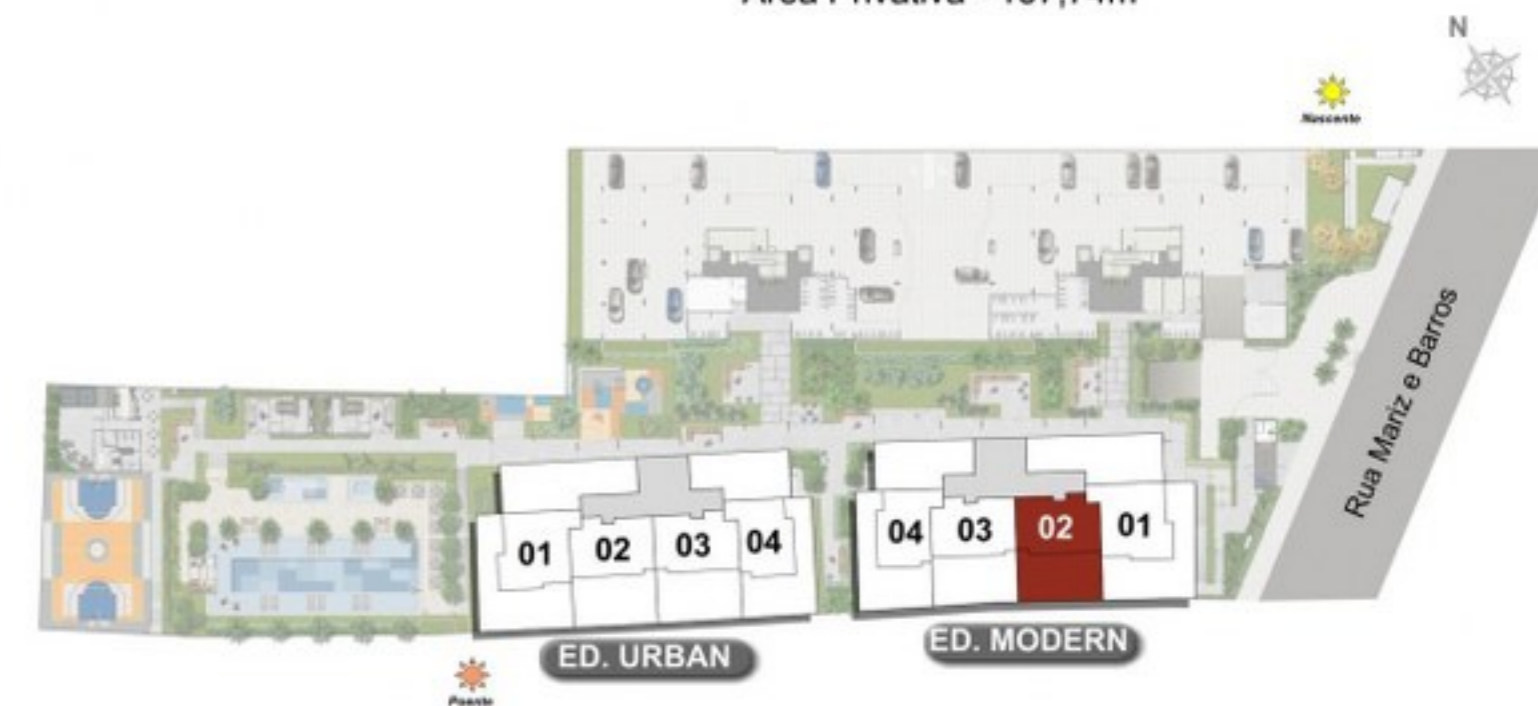 N
Nascente
Rua Mariz e Barros
01
02
03
04
04
03
02
01
ED. URBAN
ED. MODERN
Poente